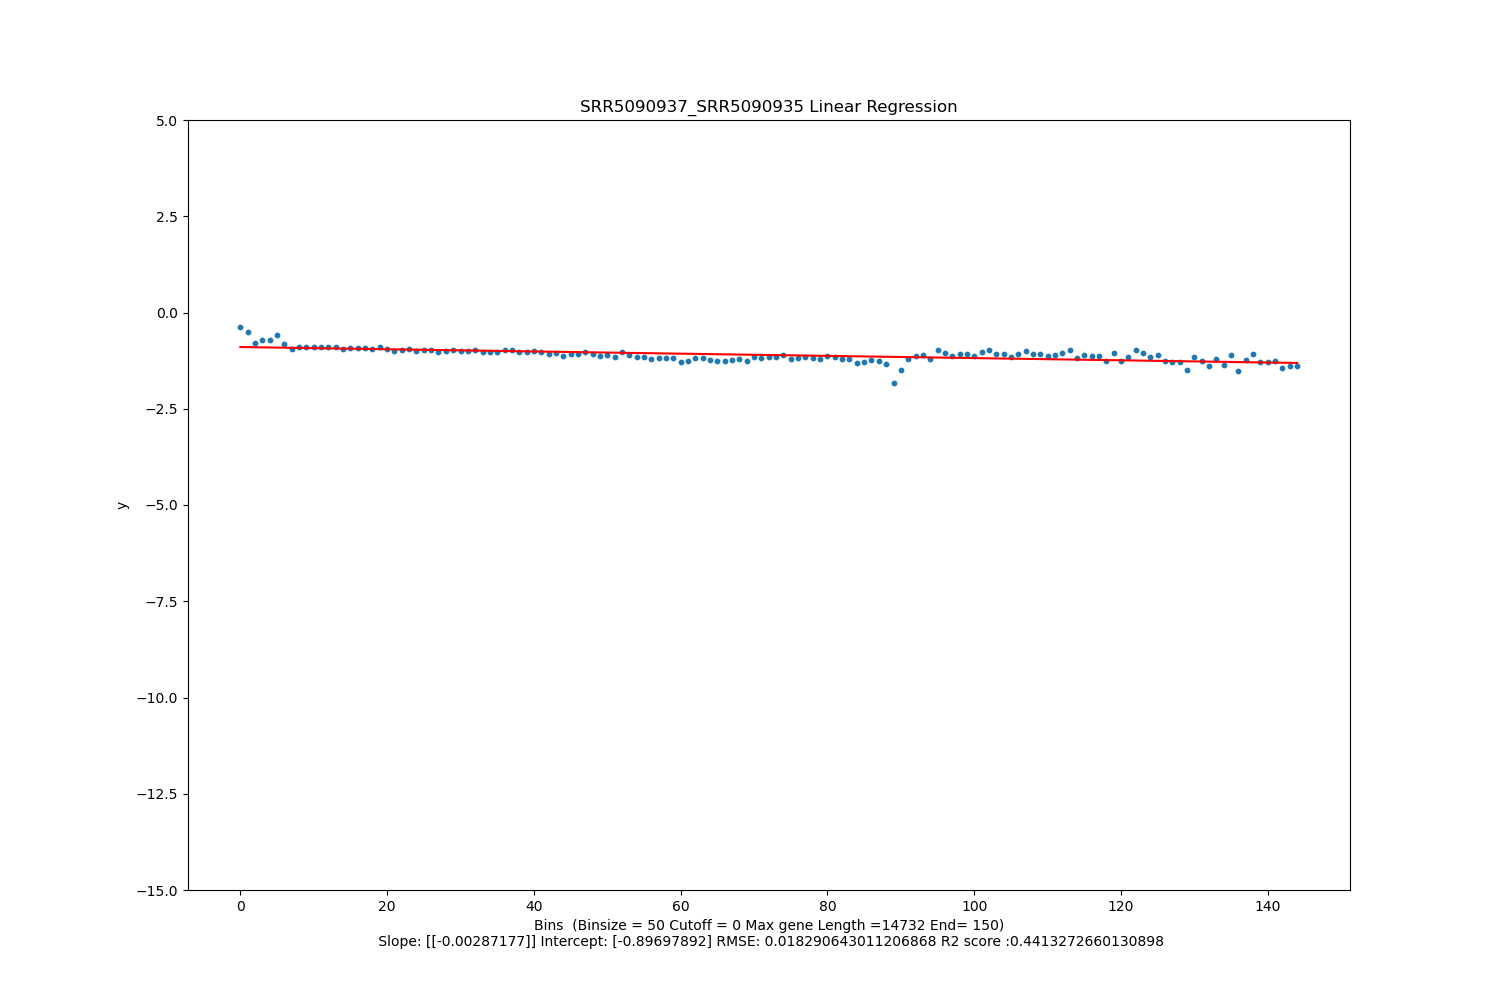 SRR5090937_SRR5090935 Linear Regression
5.0
2.5
0.0
−2.5
−5.0
−7.5
−10.0
−12.5
−15.0
y
0 20 40 60 80 100 120 140
Bins  (Binsize = 50 Cutoff = 0 Max gene Length =14732 End= 150)
Slope: [[-0.00287177]] Intercept: [-0.89697892] RMSE: 0.018290643011206868 R2 score :0.4413272660130898